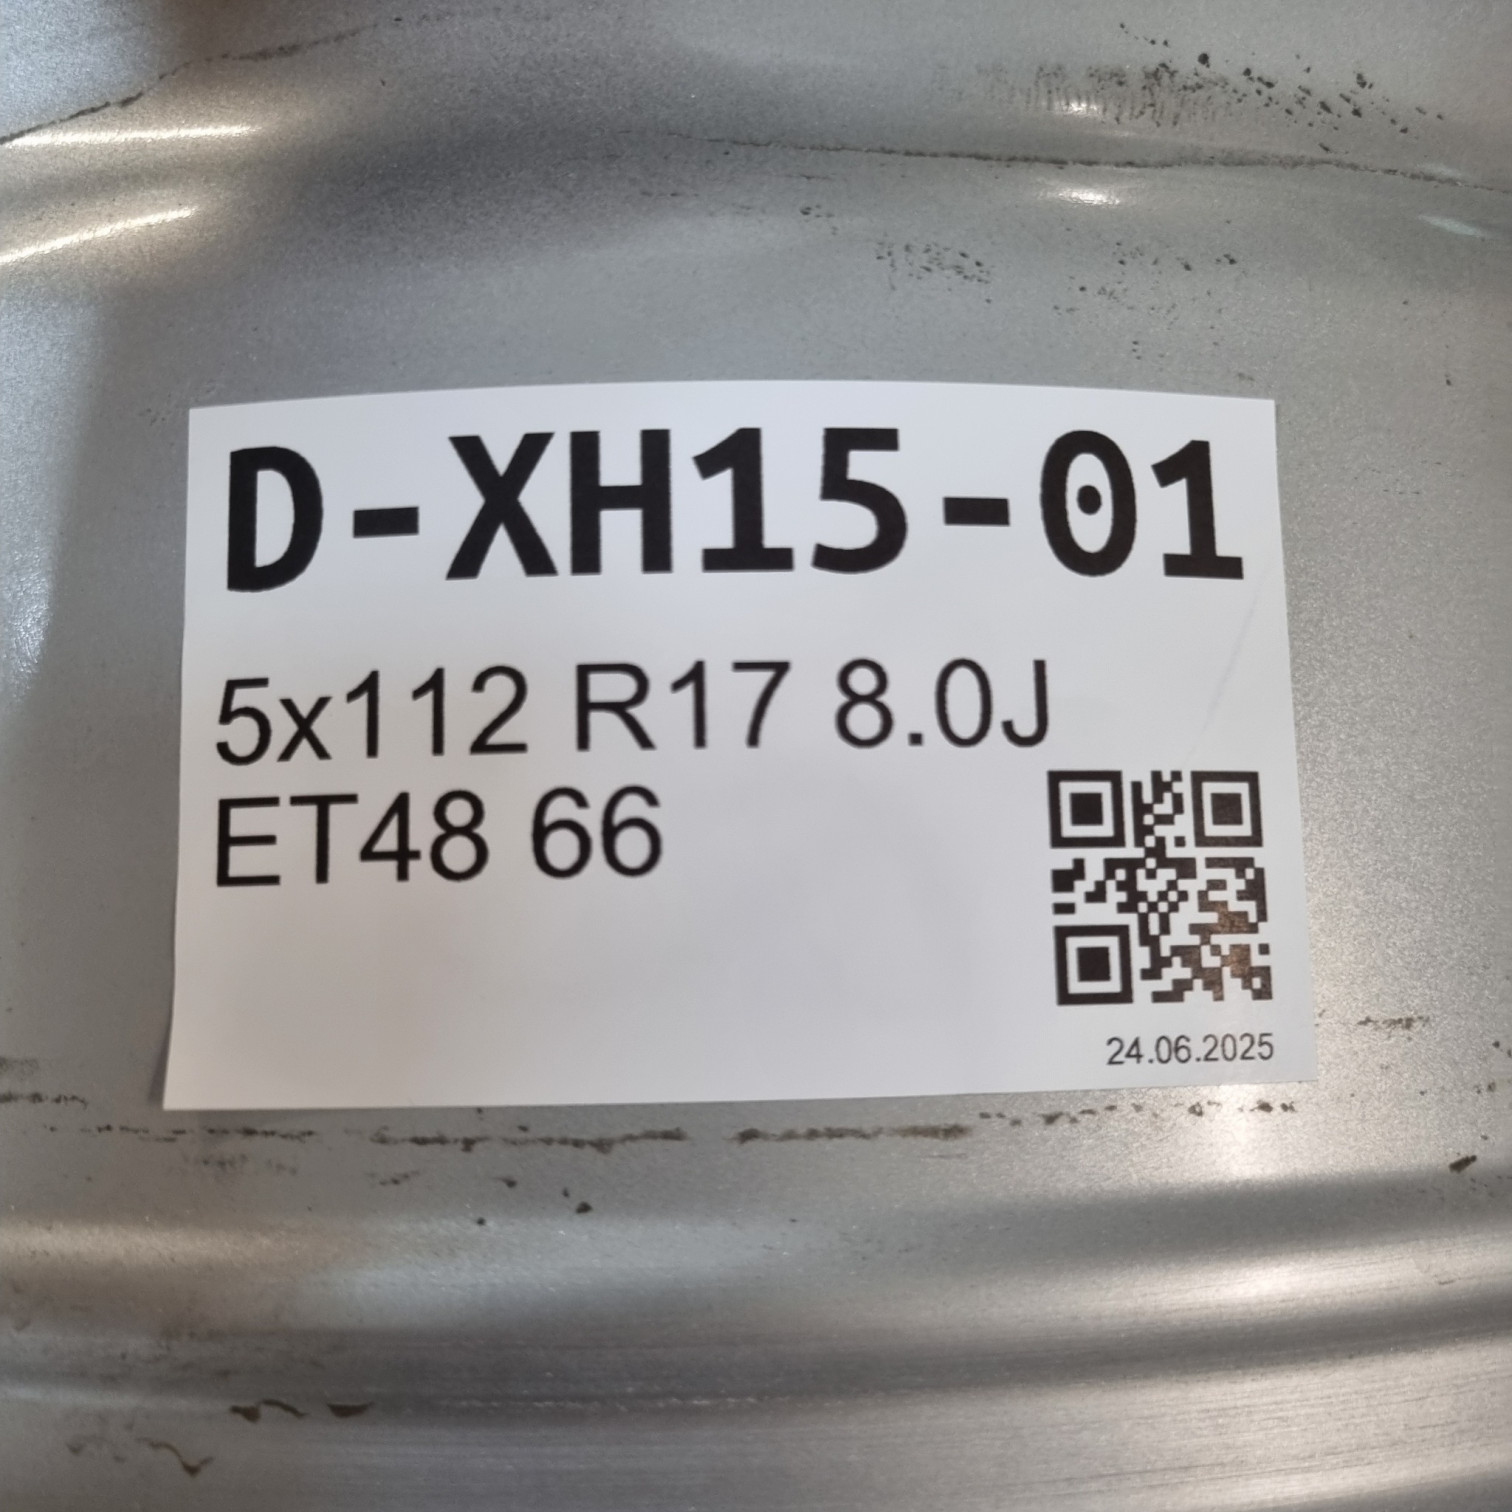 D-XH15-01
5x112 R17 8.0J
ET48 66
24.06.2025